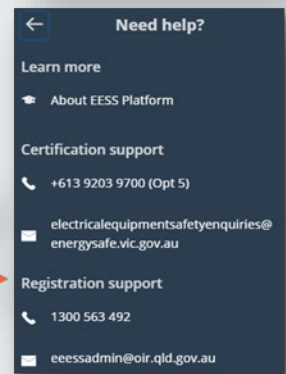 Need help?
Learn more
About EESS Platform
Certification support
+613 9203 9700 (Opt 5)
electricalequipmentsafetyenquiries@
energysafe.vic.gov.au
Registration support
1300 563 492
eeessadmin@oir.qld.gov.au